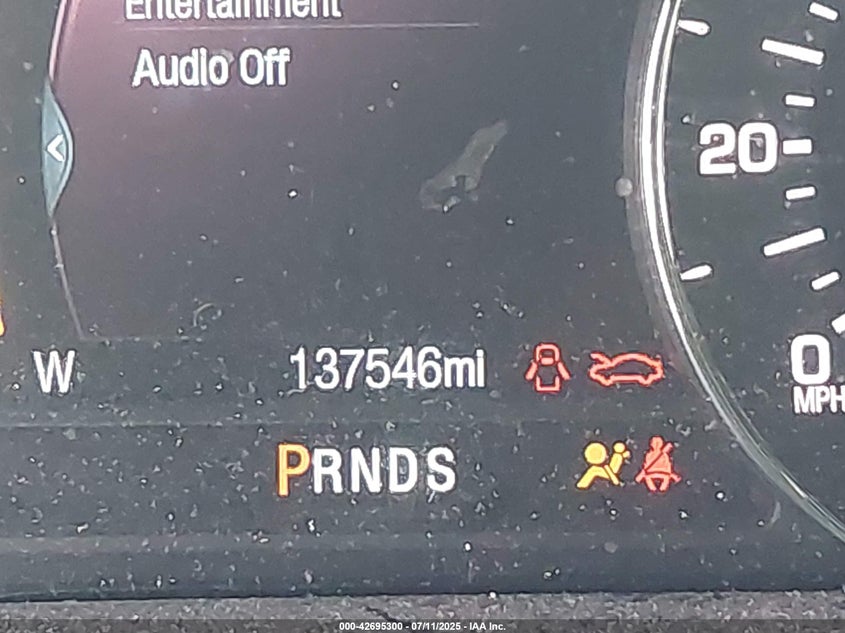 Entertainment
Audio Off
20
W
137546mi
0
MPH
PRNDS
000-42695300 - 07/11/2025 - IAA Inc.